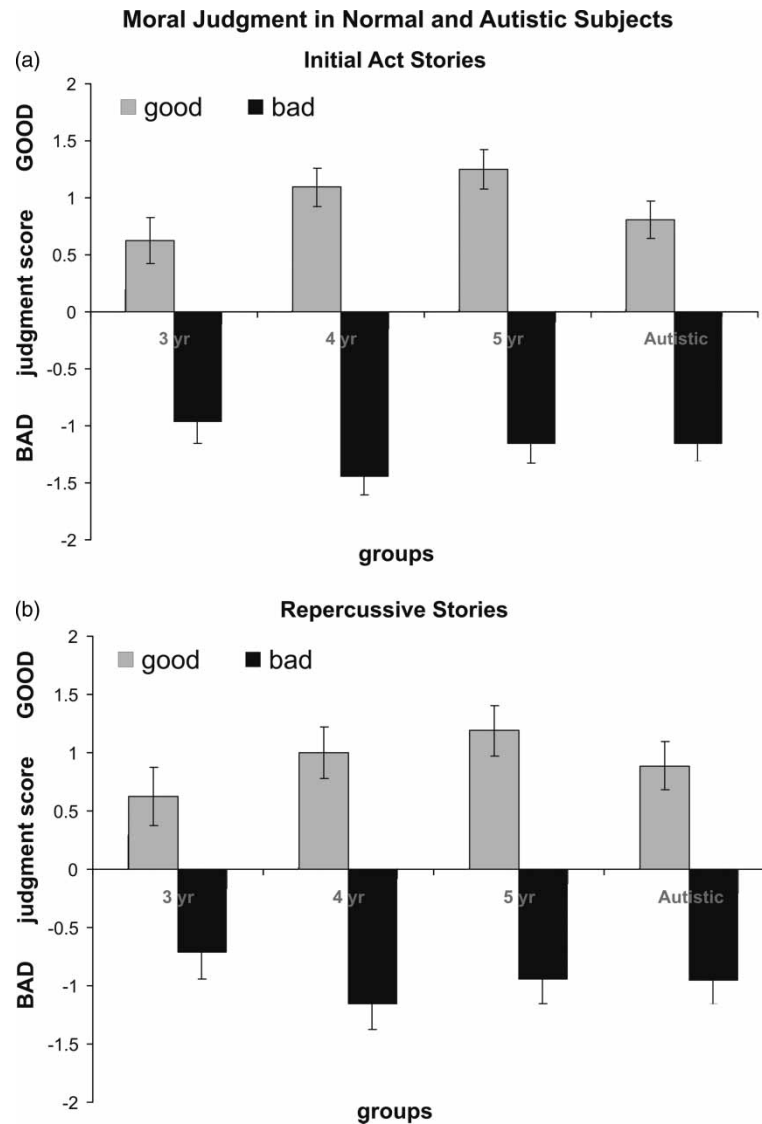 Moral Judgment in Normal and Autistic Subjects
(a)
Initial Act Stories
good bad
GOOD
judgment score
BAD
2
1.5
1
0.5
0
-0.5
-1
-1.5
-2
3 yr 4 yr 5 yr Autistic
groups
(b)
Repercussive Stories
good bad
GOOD
judgment score
BAD
2
1.5
1
0.5
0
-0.5
-1
-1.5
-2
3 yr 4 yr 5 yr Autistic
groups